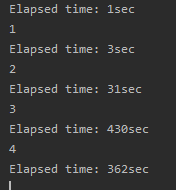 Elapsed time: 1sec
1
Elapsed time: 3sec
2
Elapsed time: 31sec
3
Elapsed time: 430sec
4
Elapsed time: 362sec